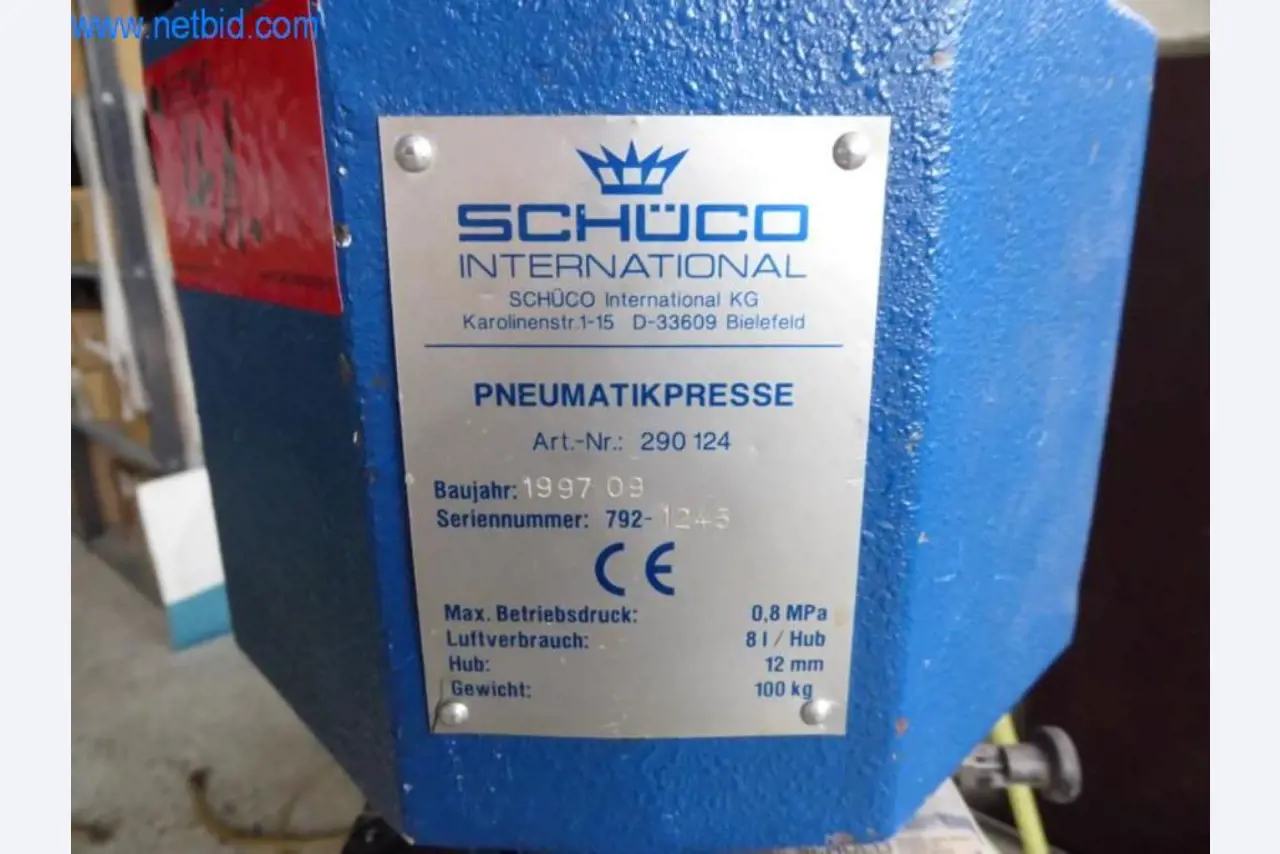 www.netbid.com
SCHÜCO
INTERNATIONAL
SCHÜCO International KG
Karolinenstr.1-15 D-33609 Bielefeld
PNEUMATIKPRESSE
Art.-Nr.: 290 124
Baujahr: 1997 09
Seriennummer: 792-1245
CE
Max. Betriebsdruck: 0,8 MPa
Luftverbrauch: 8 l / Hub
Hub: 12 mm
Gewicht: 100 kg